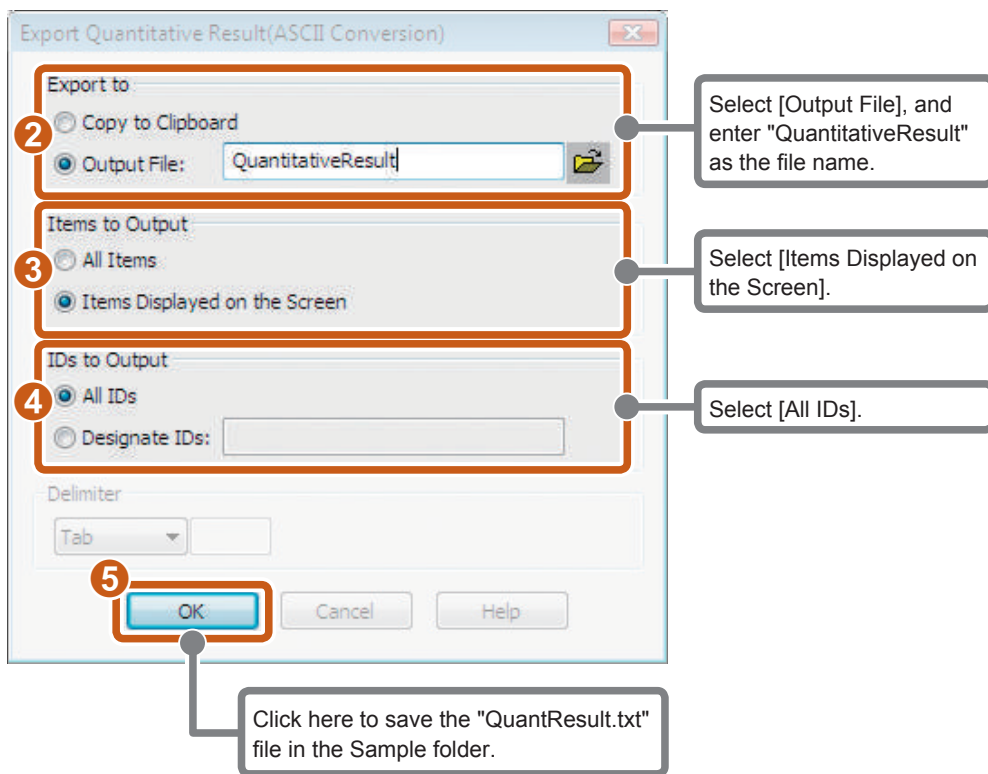 Export Quantitative Result(ASCII Conversion)
Export to
2
Copy to Clipboard
Output File: QuantitativeResult
Select [Output File], and
enter "QuantitativeResult"
as the file name.
Items to Output
3
All Items
Items Displayed on the Screen
Select [Items Displayed on
the Screen].
IDs to Output
4
All IDs
Designate IDs:
Select [All IDs].
Delimiter
Tab
5
OK Cancel Help
Click here to save the "QuantResult.txt"
file in the Sample folder.